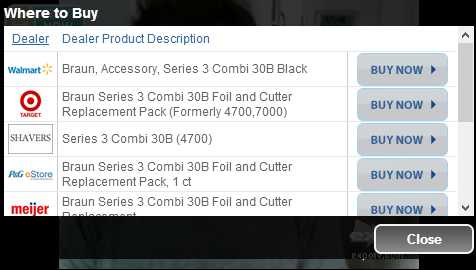 Where to Buy
Dealer Dealer Product Description
Walmart Braun, Accessory, Series 3 Combi 30B Black BUY NOW
TARGET Braun Series 3 Combi 30B Foil and Cutter
Replacement Pack (Formerly 4700,7000) BUY NOW
SHAVERS Series 3 Combi 30B (4700) BUY NOW
P&G eStore Braun Series 3 Combi 30B Foil and Cutter
Replacement Pack, 1 ct BUY NOW
meijer Braun Series 3 Combi 30B Foil and Cutter
Replacement BUY NOW
Close